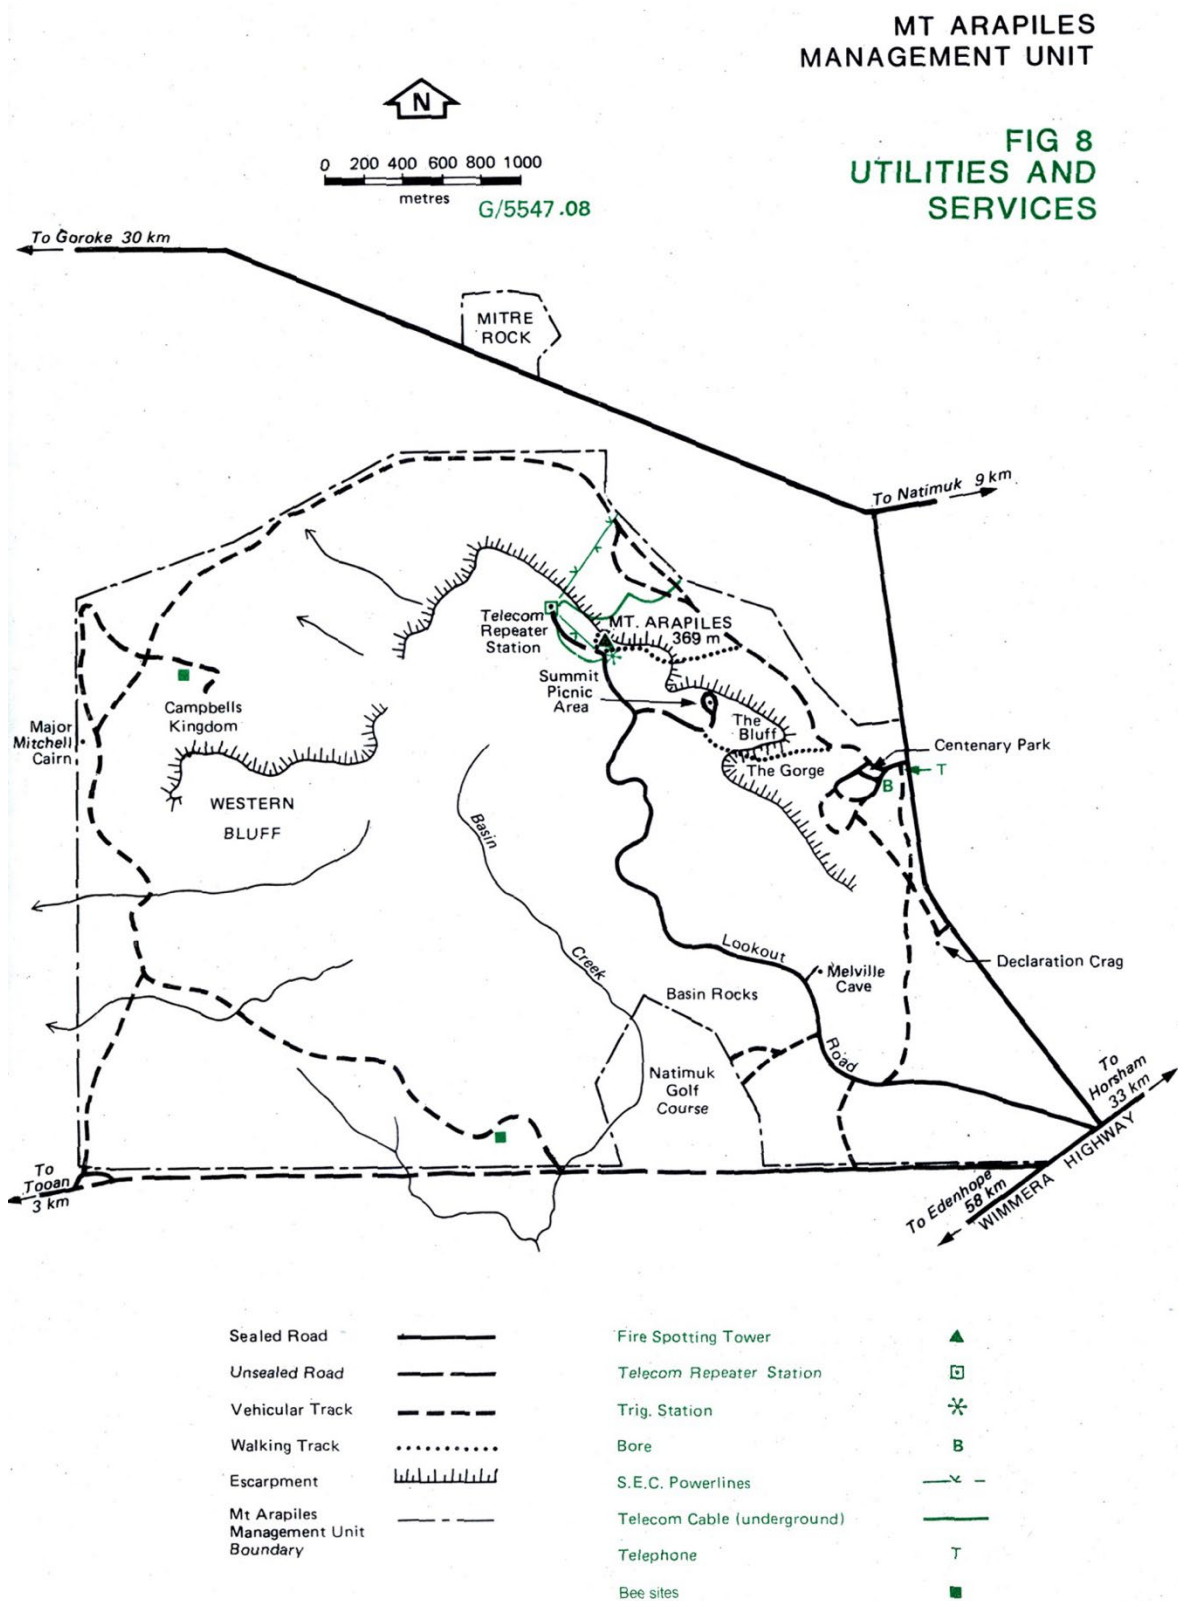 MT ARAPILES
MANAGEMENT UNIT
N
FIG 8
UTILITIES AND
SERVICES
0 200 400 600 800 1000
metres
G/5547.08
To Goroke 30 km
MITRE
ROCK
To Natimuk 9 km
Telecom
Repeater
Station
MT. ARAPILES
369 m
Summit
Picnic
Area
Campbells
Kingdom
Major
Mitchell
Cairn
The
Bluff
Centenary Park
The Gorge
T
B
WESTERN
BLUFF
Basin
Creek
Lookout
Road
Declaration Crag
Melville
Cave
Basin Rocks
Natimuk
Golf
Course
To
Horsham
33 km
To
Tooan
3 km
To Edenhope
58 km
WIMMERA HIGHWAY
Sealed Road
Unsealed Road
Vehicular Track
Walking Track
Escarpment
Mt Arapiles
Management Unit
Boundary
Fire Spotting Tower
Telecom Repeater Station
Trig. Station
Bore B
S.E.C. Powerlines
Telecom Cable (underground)
Telephone T
Bee sites